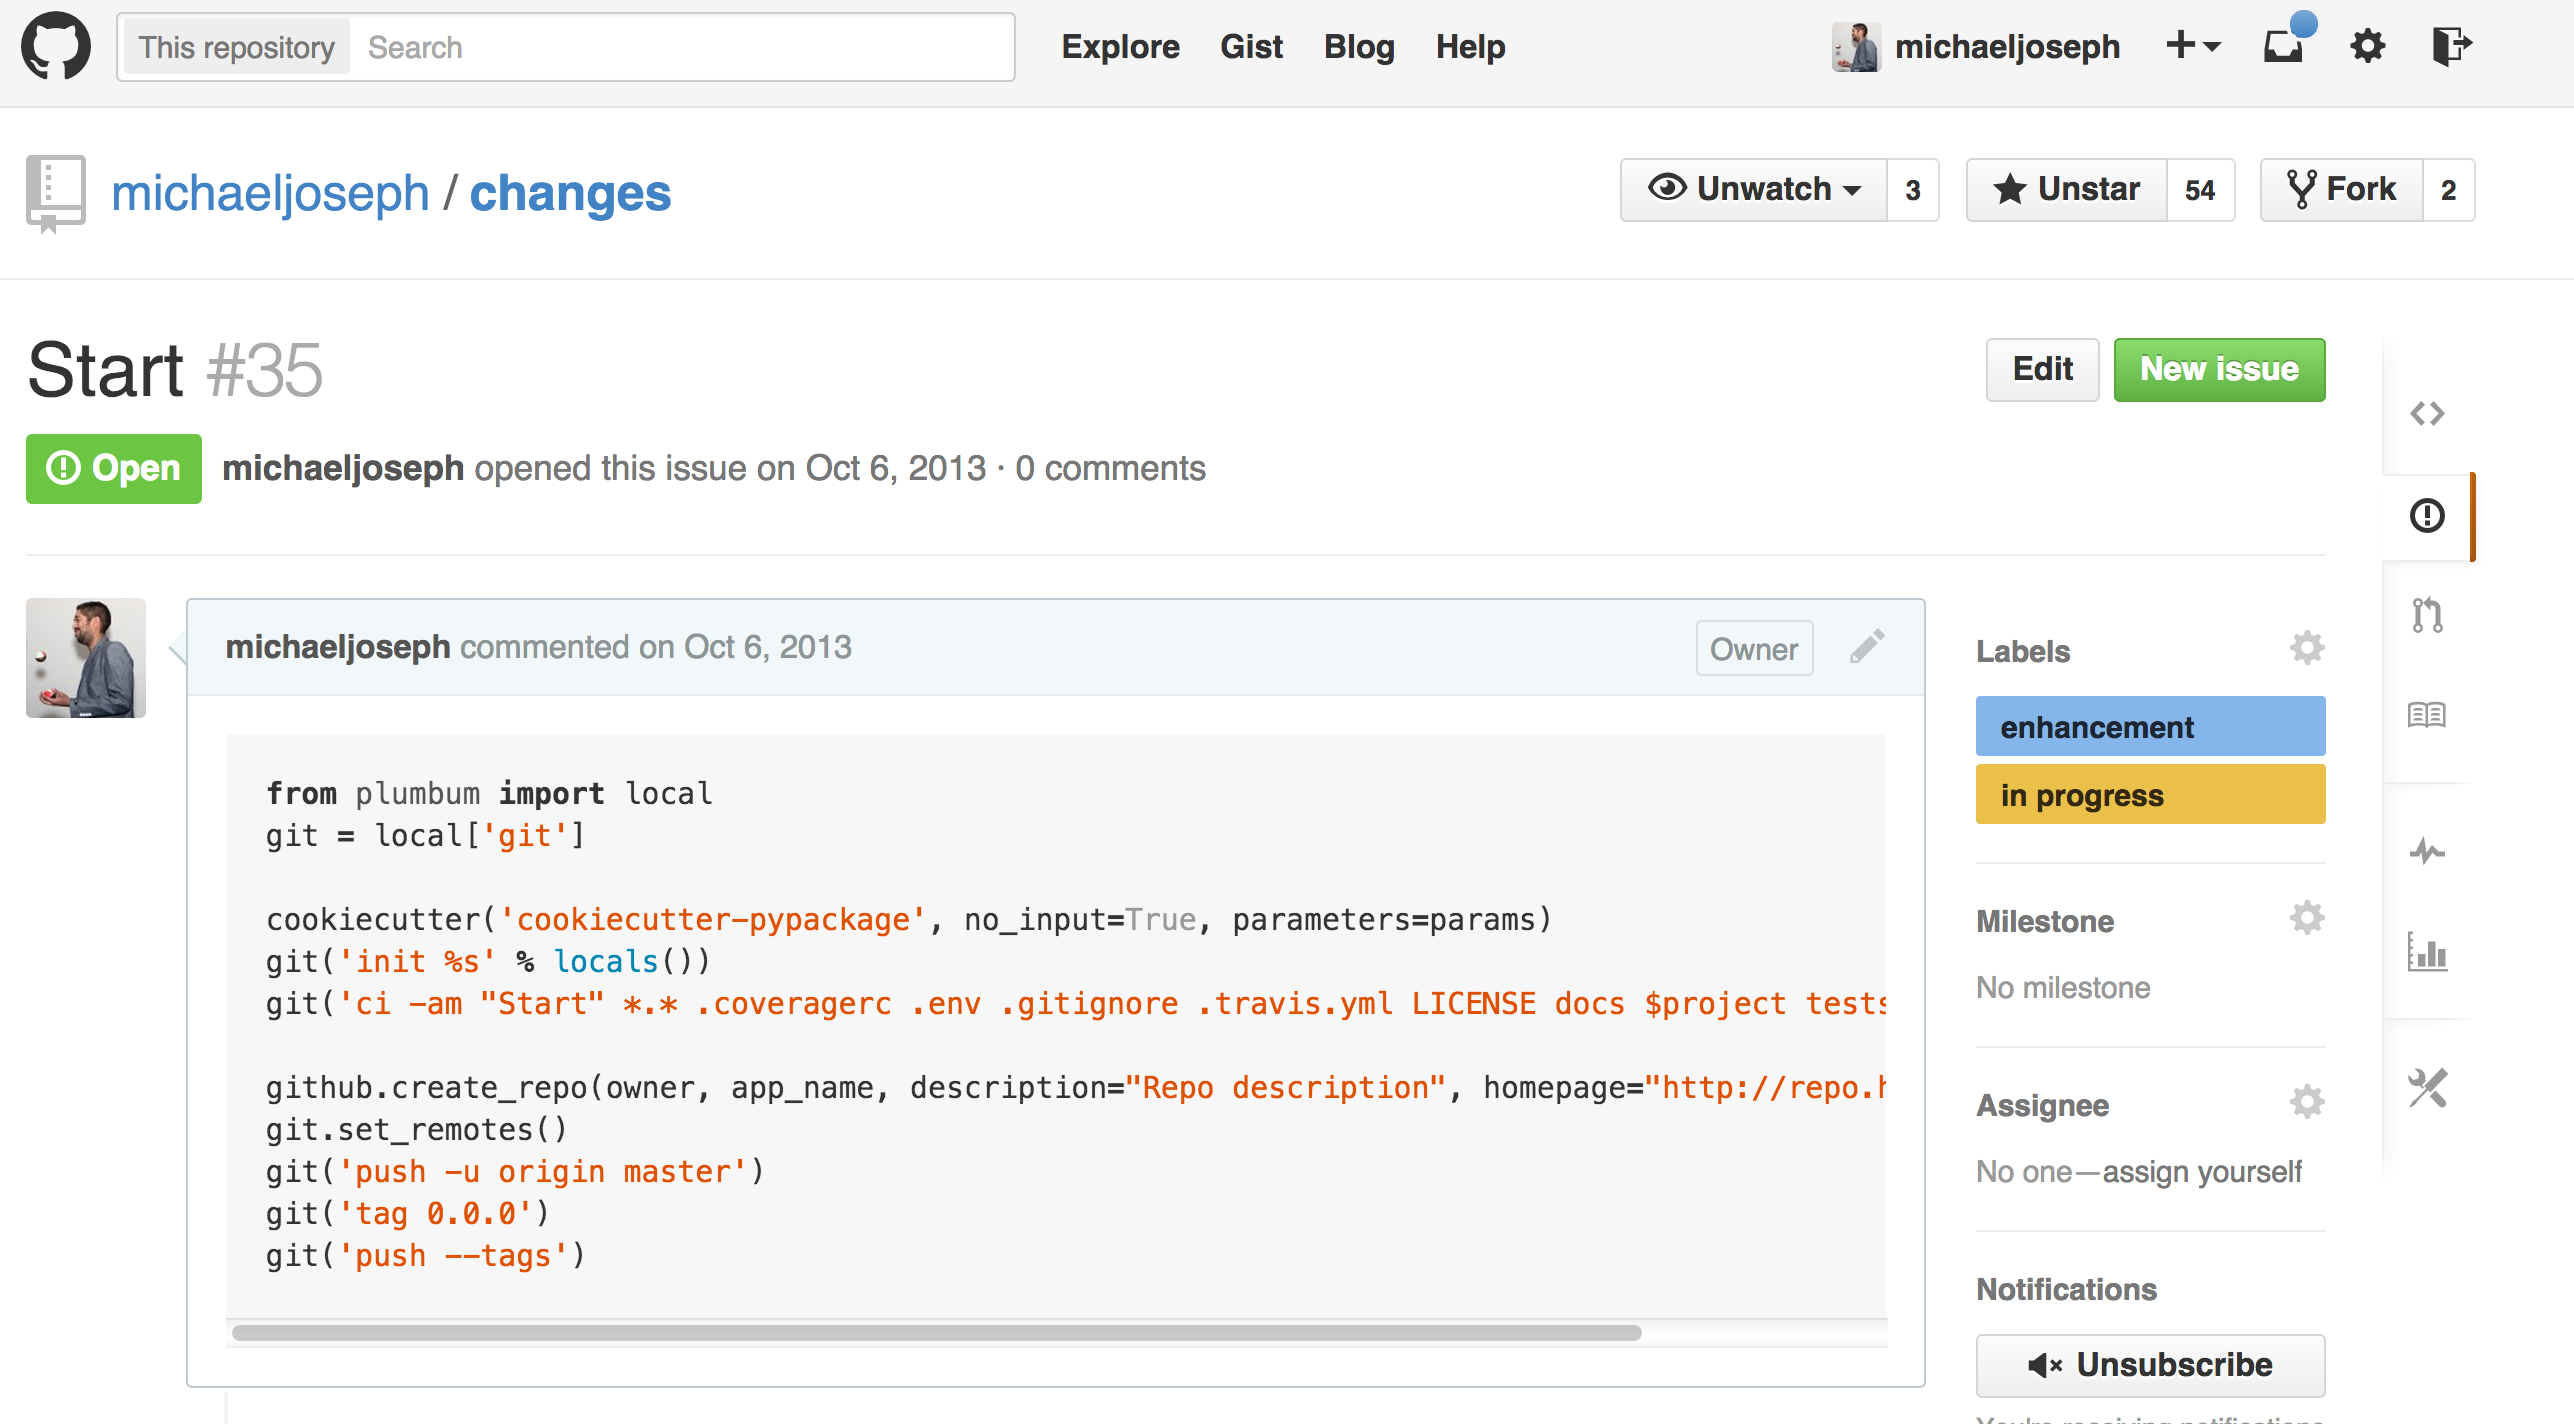 This repository Search Explore Gist Blog Help michaeljoseph
michaeljoseph / changes Unwatch 3 Unstar 54 Fork 2
Start #35 Edit New issue
Open michaeljoseph opened this issue on Oct 6, 2013 · 0 comments
michaeljoseph commented on Oct 6, 2013 Owner
from plumbum import local
git = local['git']
cookiecutter('cookiecutter-pypackage', no_input=True, parameters=params)
git('init %s' % locals())
git('ci -am "Start" *.* .coveragerc .env .gitignore .travis.yml LICENSE docs $project tests
github.create_repo(owner, app_name, description="Repo description", homepage="http://repo.h
git.set_remotes()
git('push -u origin master')
git('tag 0.0.0')
git('push --tags')
Labels
enhancement
in progress
Milestone
No milestone
Assignee
No one—assign yourself
Notifications
Unsubscribe
You're receiving notifications